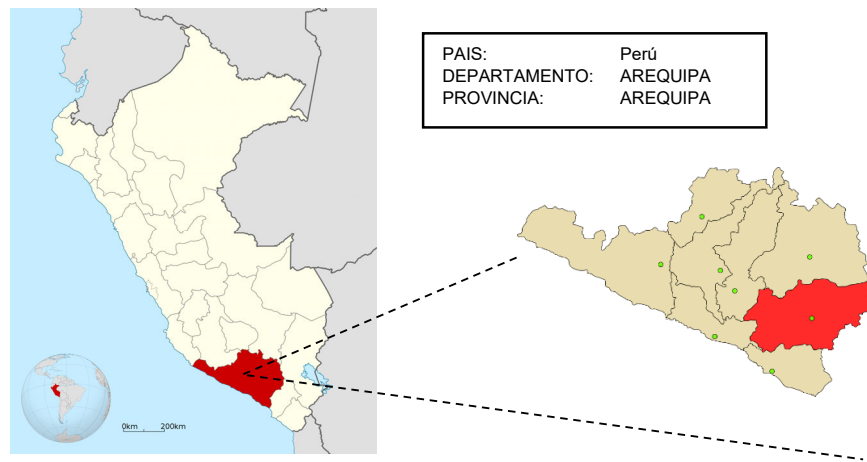 PAIS: Perú
DEPARTAMENTO: AREQUIPA
PROVINCIA: AREQUIPA
0km 200km